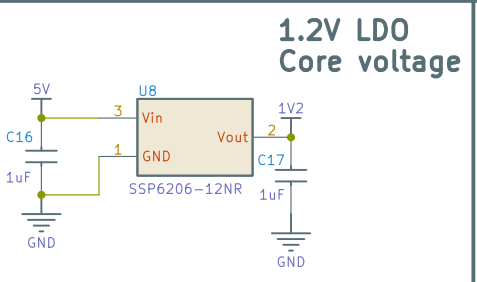 1.2V LDO
Core voltage
5V
U8
3
Vin
1V2
C16
2
Vout
1
GND
C17
1uF
SSP6206-12NR
1uF
GND
GND